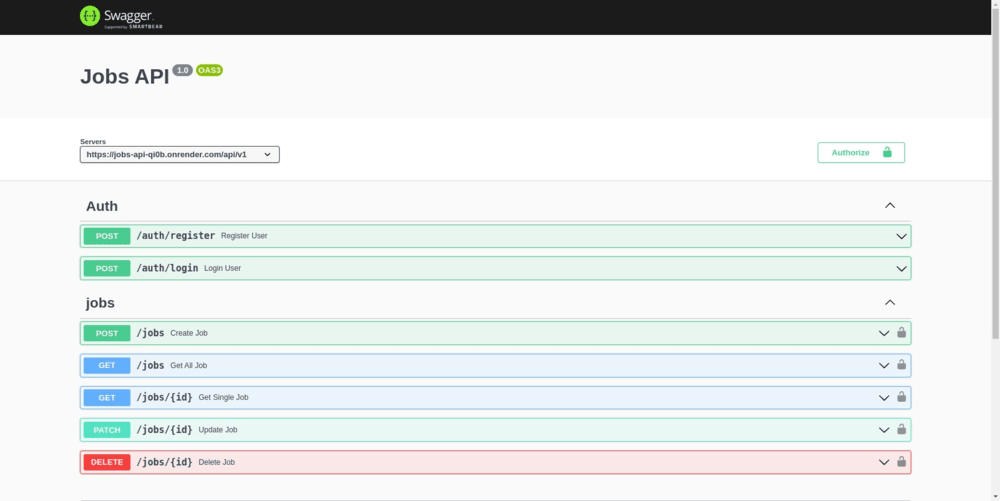 Swagger.
Supported by SMARTBEAR
Jobs API 1.0 OAS3
Servers
https://jobs-api-qi0b.onrender.com/api/v1
Authorize
Auth
POST /auth/register Register User
POST /auth/login Login User
jobs
POST /jobs Create Job
GET /jobs Get All Job
GET /jobs/{id} Get Single Job
PATCH /jobs/{id} Update Job
DELETE /jobs/{id} Delete Job